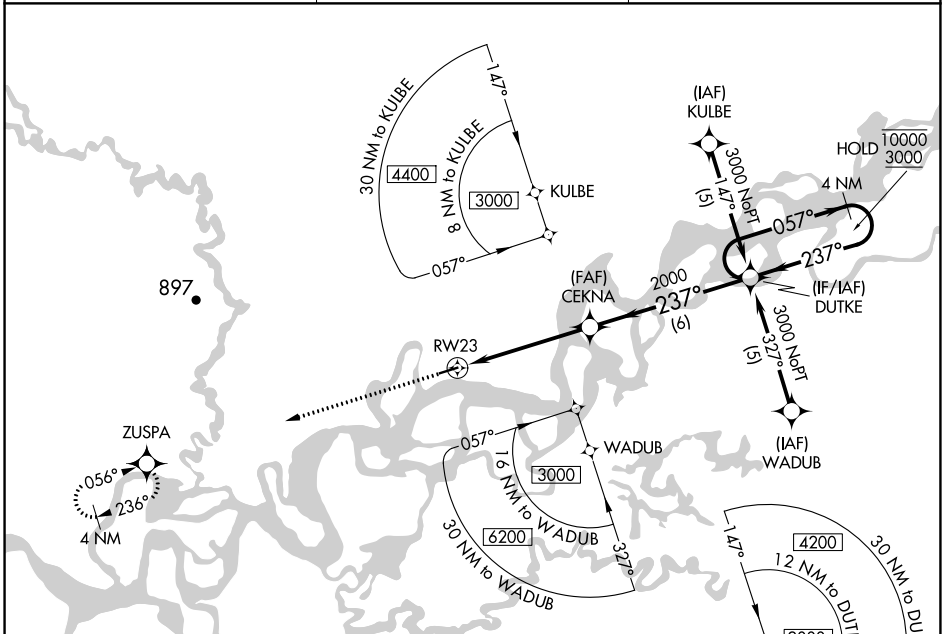 147°
30 NM to KULBE
4400
8 NM to KULBE
3000
KULBE
057°
(IAF)
KULBE
3000 NoPT
147°
(5)
HOLD
10000
3000
4 NM
057°
237°
(IF/IAF)
DUTKE
2000
237°
(6)
(FAF)
CEKNA
897
RW23
3000 NoPT
327°
(5)
(IAF)
WADUB
ZUSPA
056°
236°
4 NM
057°
WADUB
3000
16 NM to WADUB
6200
327°
30 NM to WADUB
147°
4200
30 NM to DU
12 NM to DUT